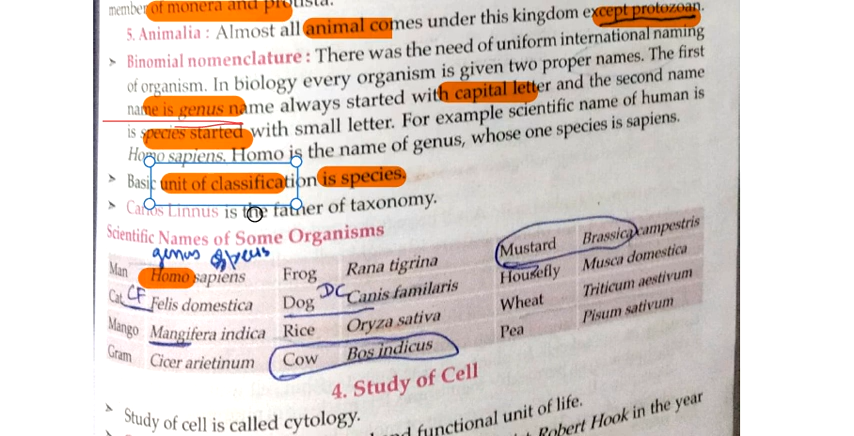 member of monera and protista.
5. Animalia : Almost all animal comes under this kingdom except protozoan.
➤ Binomial nomenclature : There was the need of uniform international naming
of organism. In biology every organism is given two proper names. The first
name is genus name always started with capital letter and the second name
is species started with small letter. For example scientific name of human is
Homo sapiens. Homo is the name of genus, whose one species is sapiens.
➤ Basic unit of classification is species.
➤ Linnus is the father of taxonomy.
Scientific Names of Some Organisms
genus
Man Homo sapiens Frog Rana tigrina Mustard Brassica campestris
Cat CF Felis domestica Dog DC Canis familaris Housefly Musca domestica
Mango Mangifera indica Rice Oryza sativa Wheat Triticum aestivum
Gram Cicer arietinum Cow Bos indicus Pea Pisum sativum
4. Study of Cell
➤ Study of cell is called cytology.
functional unit of life.
Robert Hook in the year